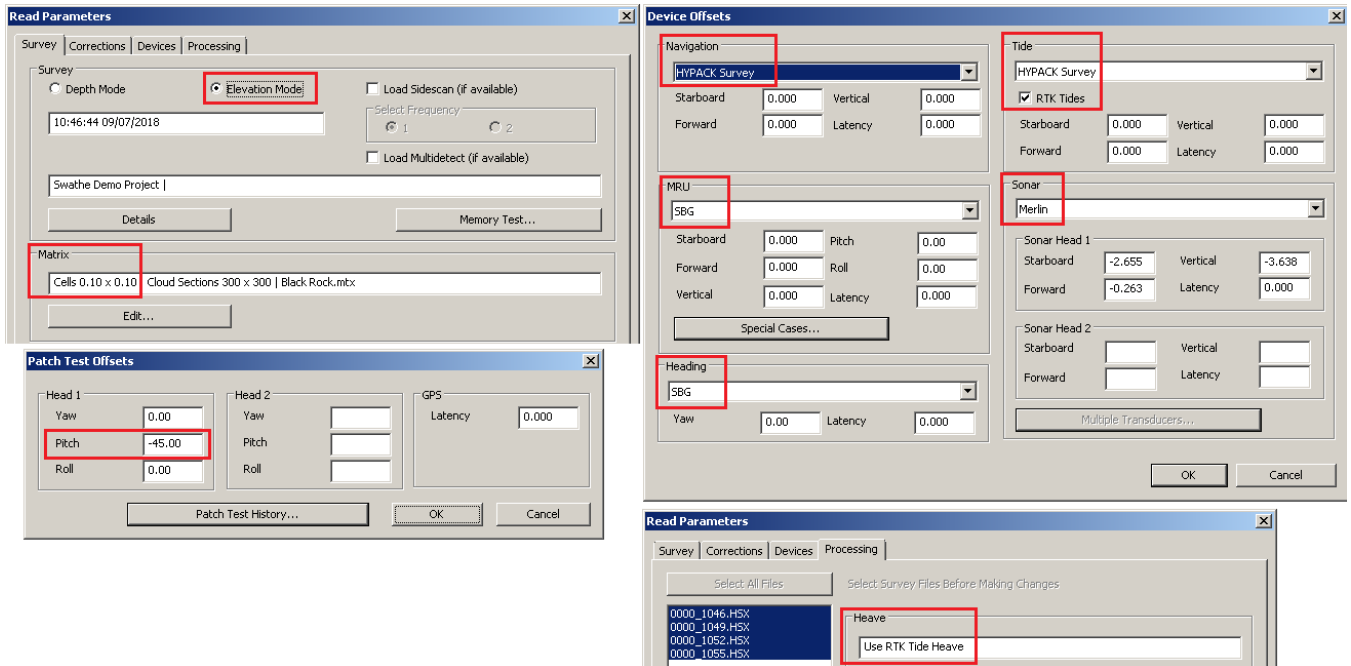 Read Parameters
Survey Corrections Devices Processing
Survey
Depth Mode Elevation Mode Load Sidescan (if available)
10:46:44 09/07/2018
Select Frequency
1 2
Load Multidetect (if available)
Swathe Demo Project |
Details Memory Test...
Matrix
Cells 0.10 x 0.10 Cloud Sections 300 x 300 | Black Rock.mtx
Edit...
Patch Test Offsets
Head 1 Head 2 GPS
Yaw 0.00 Yaw Latency 0.000
Pitch -45.00 Pitch
Roll 0.00 Roll
Patch Test History... OK Cancel
Device Offsets
Navigation
HYPACK Survey
Starboard 0.000 Vertical 0.000
Forward 0.000 Latency 0.000
MRU
SBG
Starboard 0.000 Pitch 0.00
Forward 0.000 Roll 0.00
Vertical 0.000 Latency 0.000
Special Cases...
Heading
SBG
Yaw 0.00 Latency 0.000
Tide
HYPACK Survey
RTK Tides
Starboard 0.000 Vertical 0.000
Forward 0.000 Latency 0.000
Sonar
Merlin
Sonar Head 1
Starboard -2.655 Vertical -3.638
Forward -0.263 Latency 0.000
Sonar Head 2
Starboard Vertical
Forward Latency
Multiple Transducers...
OK Cancel
Read Parameters
Survey Corrections Devices Processing
Select All Files Select Survey Files Before Making Changes
0000_1046.HSX
0000_1049.HSX
0000_1052.HSX
0000_1055.HSX
Heave
Use RTK Tide Heave